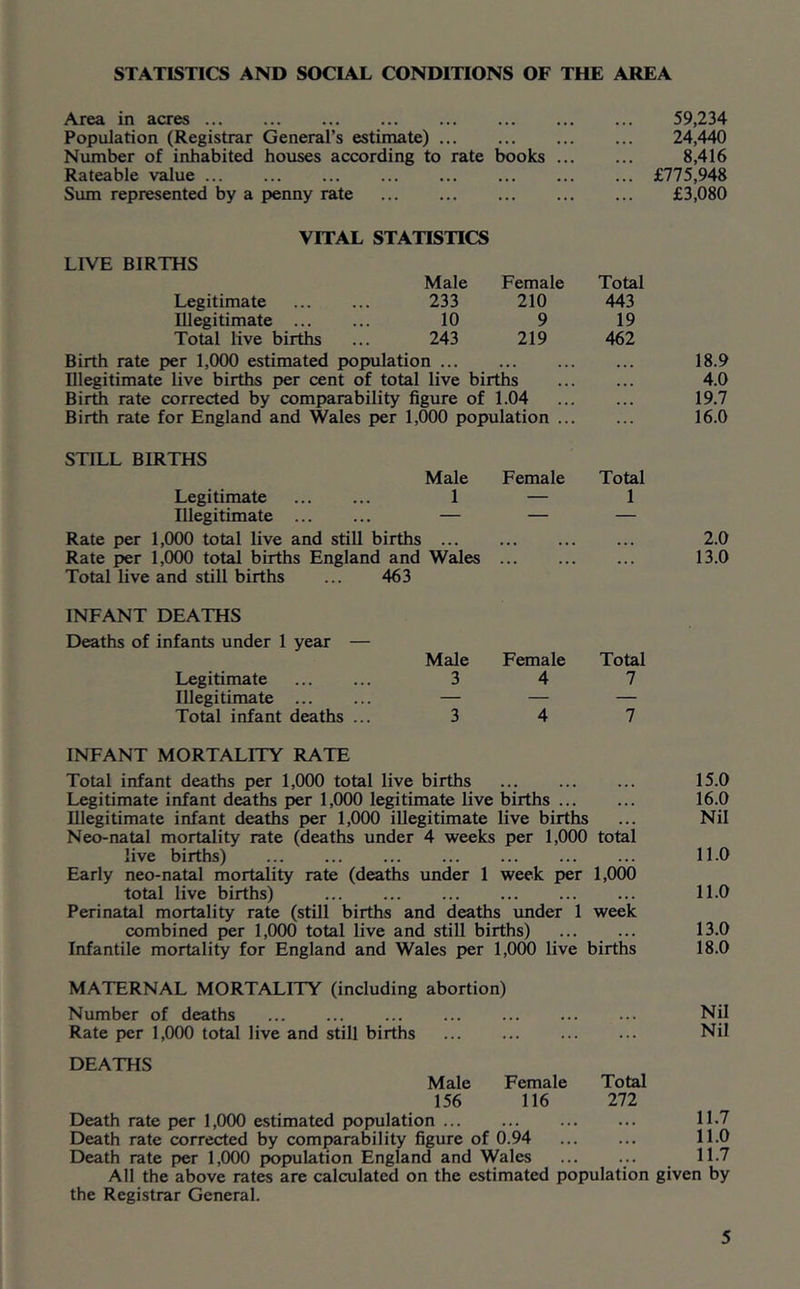 STATISTICS AND SOCIAL CONDITIONS OF THE AREA
Area in acres ... ... ... ... ... ... ... ... 59,234
Population (Registrar General's estimate) ... ... ... ... 24,440
Number of inhabited houses according to rate books ... ... 8,416
Rateable value ... ... ... ... ... ... ... ... £775,948
Sum represented by a penny rate ... ... ... ... ... £3,080
VITAL STATISTICS
LIVE BIRTHS
Male Female Total
Legitimate ... ... 233 210 443
Illegitimate ... ... 10 9 19
Total live births ... 243 219 462
Birth rate per 1,000 estimated population ... ... ... ... 18.9
Illegitimate live births per cent of total live births ... ... 4.0
Birth rate corrected by comparability figure of 1.04 ... ... 19.7
Birth rate for England and Wales per 1,000 population ... ... 16.0
STILL BIRTHS
Male Female Total
Legitimate ... ... 1 — 1
Illegitimate ... ... — — —
Rate per 1,000 total live and still births ... ... ... ... 2.0
Rate per 1,000 total births England and Wales ... ... ... 13.0
Total live and still births ... 463
INFANT DEATHS
Deaths of infants under 1 year —
Male Female Total
Legitimate ... ... 3 4 7
Illegitimate ... ... — — —
Total infant deaths ... 3 4 7
INFANT MORTALITY RATE
Total infant deaths per 1,000 total live births ... ... ... 15.0
Legitimate infant deaths per 1,000 legitimate live births ... ... 16.0
Illegitimate infant deaths per 1,000 illegitimate live births ... Nil
Neo-natal mortality rate (deaths under 4 weeks per 1,000 total
live births) ... ... ... ... ... ... ... 11.0
Early neo-natal mortality rate (deaths under 1 week per 1,000
total live births) ... ... ... ... ... ... 11.0
Perinatal mortality rate (still births and deaths under 1 week
combined per 1,000 total live and still births) ... ... 13.0
Infantile mortality for England and Wales per 1,000 live births 18.0
MATERNAL MORTALITY (including abortion)
Number of deaths ... ... ... ... ... ... ... Nil
Rate per 1,000 total live and still births ... ... ... ... Nil
DEATHS
Male Female Total
156 116 272
Death rate per 1,000 estimated population ... ... ... ... 11.7
Death rate corrected by comparability figure of 0.94 ... ... 11.0
Death rate per 1,000 population England and Wales ... ... 11.7
All the above rates are calculated on the estimated population given by
the Registrar General.
5